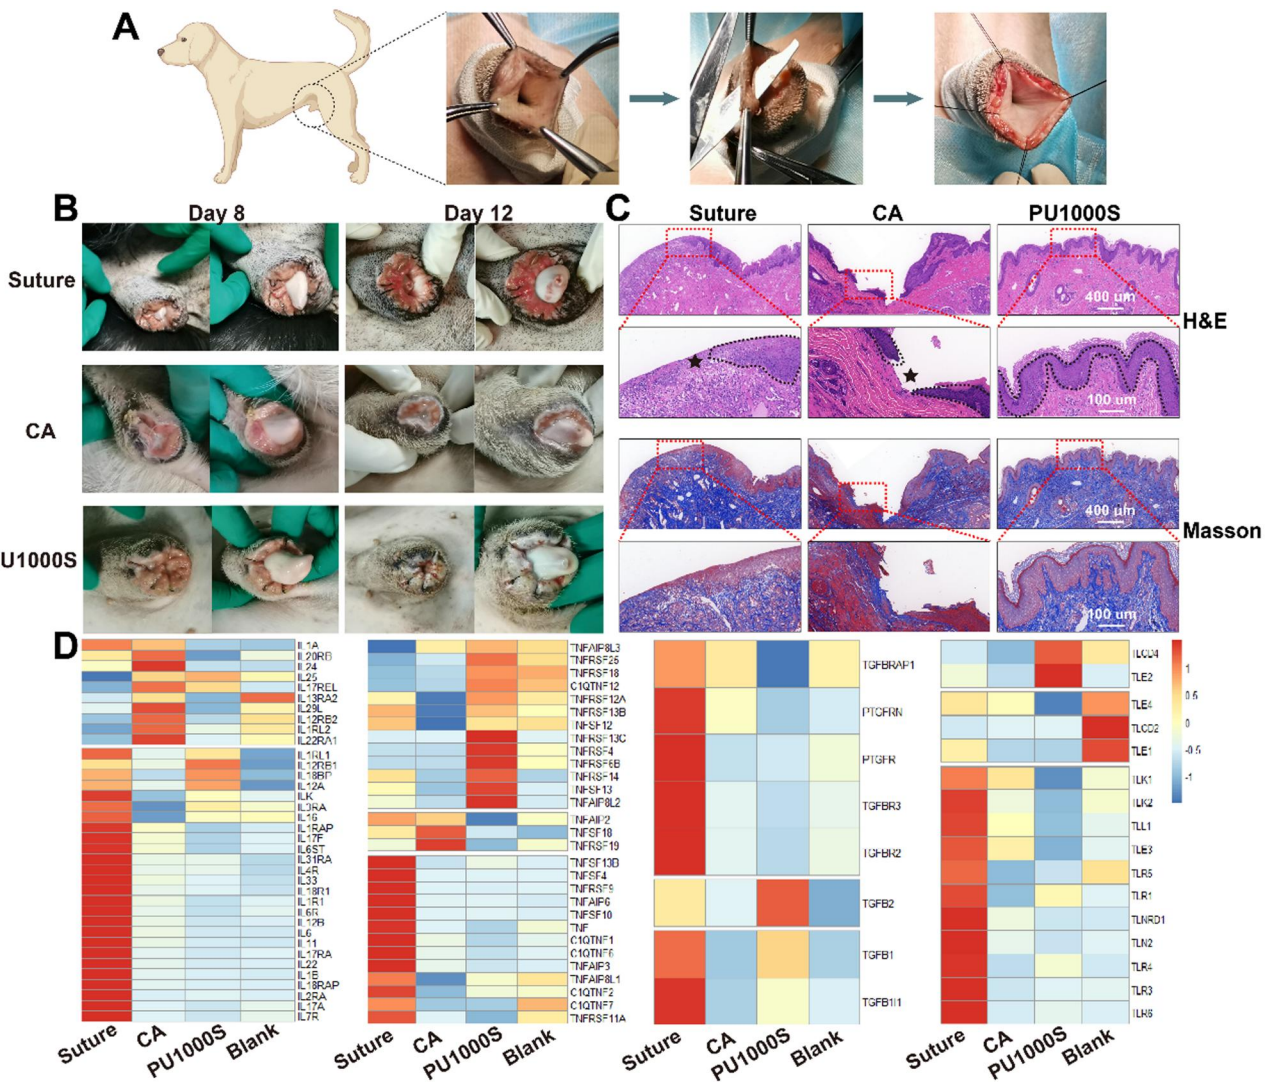 A
B
Day 8
Day 12
C
Suture
CA
PU1000S
Suture
CA
U1000S
400 um
H&E
100 um
400 um
Masson
100 um
D
IL1A
IL20RB
IL24
IL25
IL17REL
IL13RA2
IL29L
IL12RB2
IL1RL2
IL22RA1
IL1RL1
IL12RB1
IL18BP
IL12A
ILK
IL3RA
IL16
IL1RAP
IL17F
IL6ST
IL31RA
IL4R
IL33
IL18R1
IL1R1
IL6R
IL12B
IL6
IL11
IL17RA
IL22
IL1B
IL18RAP
IL2RA
IL17A
IL7R
Suture
CA
PU1000S
Blank
TNFAIP8L3
TNFRSF25
TNFRSF18
C1QTNF12
TNFRSF12A
TNFRSF13B
TNFSF12
TNFRSF13C
TNFRSF4
TNFRSF6B
TNFRSF14
TNFSF13
TNFAIP8L2
TNFAIP2
TNFSF18
TNFRSF19
TNFSF13B
TNFSF4
TNFRSF9
TNFAIP6
TNFSF10
TNF
C1QTNF1
C1QTNF6
TNFAIP3
TNFAIP8L1
C1QTNF2
C1QTNF7
TNFRSF11A
Suture
CA
PU1000S
Blank
TGFBRAP1
PTGFRN
PTGFR
TGFBR3
TGFBR2
TGFB2
TGFB1
TGFB1I1
Suture
CA
PU1000S
Blank
TLCD4
TLE2
TLE4
TLCD2
TLE1
TLK1
TLK2
TLL1
TLE3
TLR5
TLR1
TLNRD1
TLN2
TLR4
TLR3
TLR6
Suture
CA
PU1000S
Blank
1
0.5
0
-0.5
-1